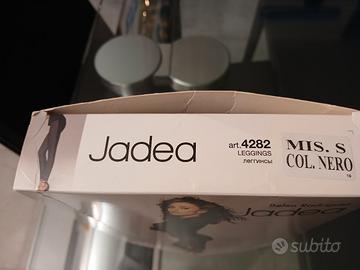 Jadea
art.4282
LEGGINGS
леггинсы
MIS. S
COL. NERO
Jadea
subito